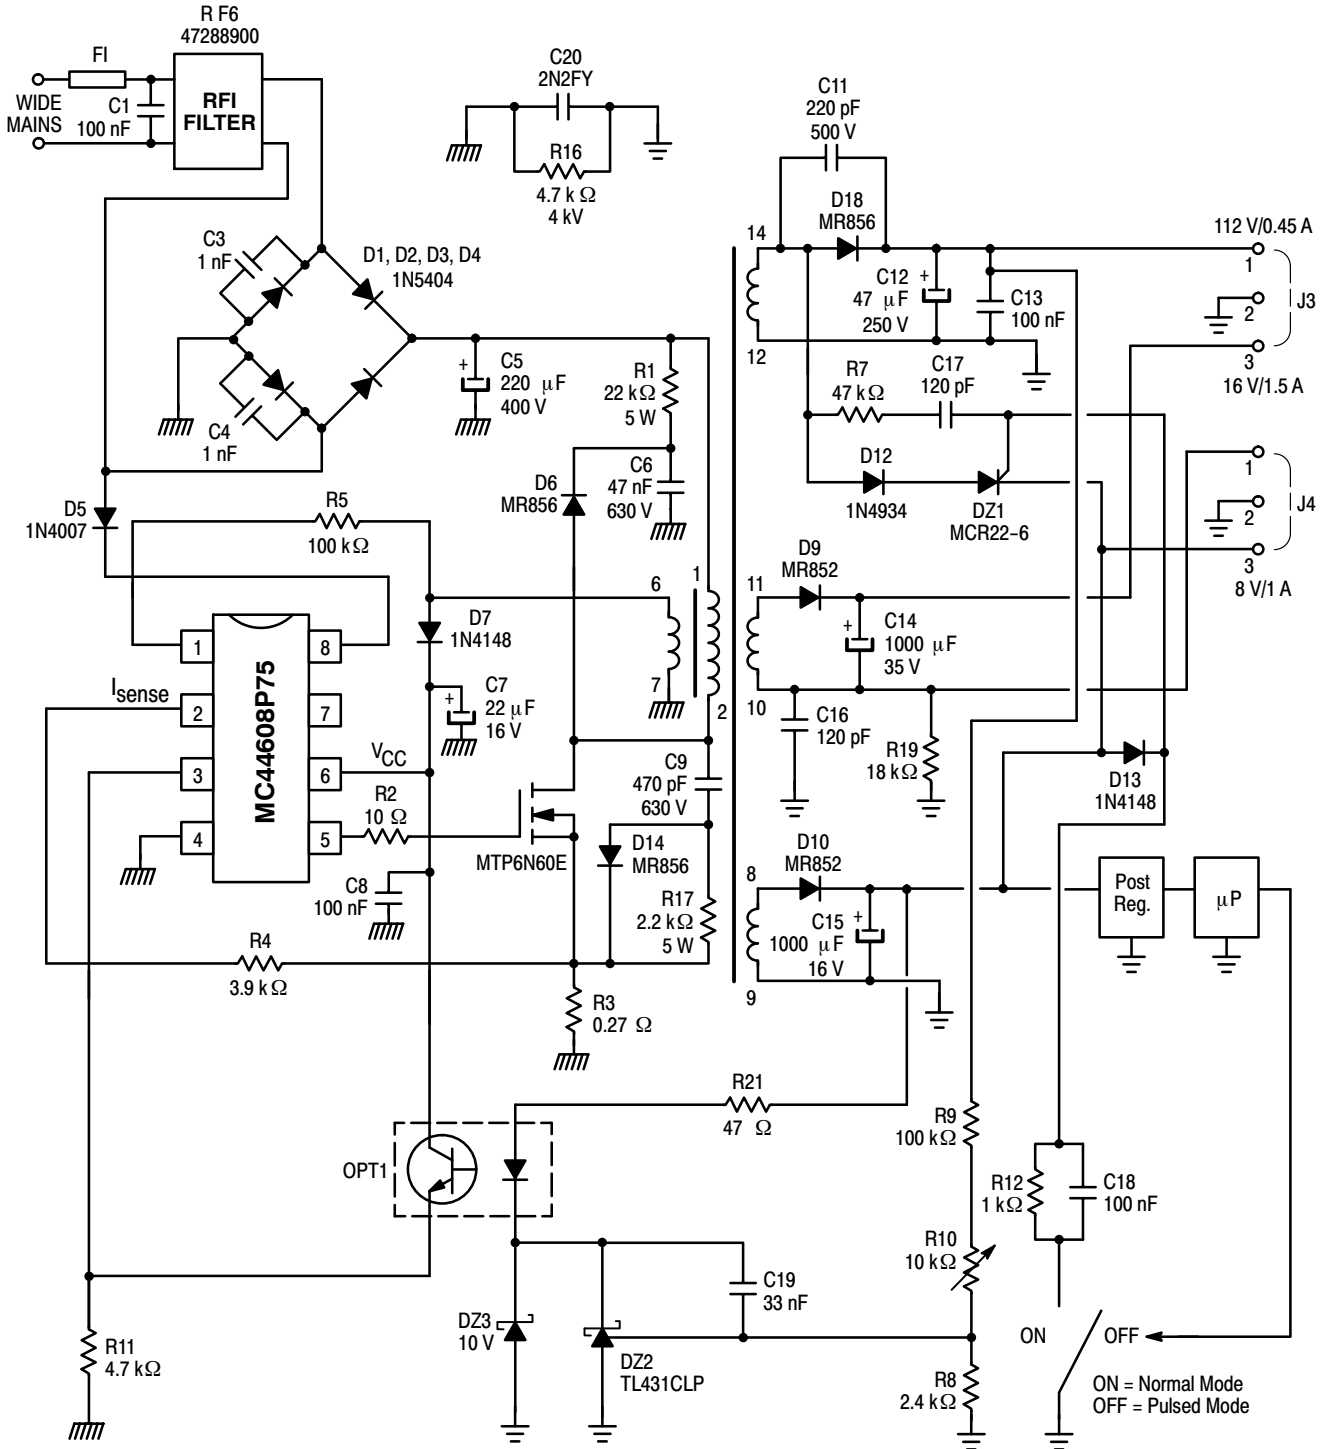 R F6
47288900
FI
WIDE
MAINS
C1
100 nF
RFI
FILTER
C20
2N2FY
R16
4.7 k Ω
4 kV
C11
220 pF
500 V
D18
MR856
14
12
C12
47 μF
250 V
C13
100 nF
112 V/0.45 A
1
2
3
J3
16 V/1.5 A
C3
1 nF
D1, D2, D3, D4
1N5404
C4
1 nF
C5
220 μF
400 V
R1
22 kΩ
5 W
C6
47 nF
630 V
D6
MR856
R7
47 kΩ
C17
120 pF
D12
1N4934
DZ1
MCR22-6
1
2
3
J4
8 V/1 A
D5
1N4007
R5
100 kΩ
D7
1N4148
6
7
1
2
D9
MR852
11
10
C14
1000 μF
35 V
MC44608P75
1
2
3
4
8
7
6
5
Isense
VCC
C7
22 μF
16 V
R2
10 Ω
C8
100 nF
MTP6N60E
C9
470 pF
630 V
D14
MR856
R17
2.2 kΩ
5 W
C16
120 pF
R19
18 kΩ
D13
1N4148
D10
MR852
8
9
C15
1000 μF
16 V
Post
Reg.
μP
R4
3.9 kΩ
R3
0.27 Ω
R21
47 Ω
OPT1
R9
100 kΩ
R12
1 kΩ
C18
100 nF
R10
10 kΩ
C19
33 nF
DZ3
10 V
DZ2
TL431CLP
R11
4.7 kΩ
R8
2.4 kΩ
ON
OFF
ON = Normal Mode
OFF = Pulsed Mode